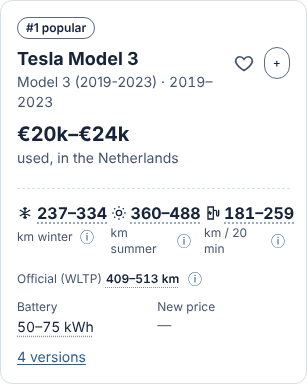 #1 popular
Tesla Model 3
+
Model 3 (2019-2023) · 2019–
2023
€20k–€24k
used, in the Netherlands
237–334 360–488 181–259
km winter ⓘ km summer ⓘ km / 20 min ⓘ
Official (WLTP) 409–513 km ⓘ
Battery New price
50–75 kWh —
4 versions